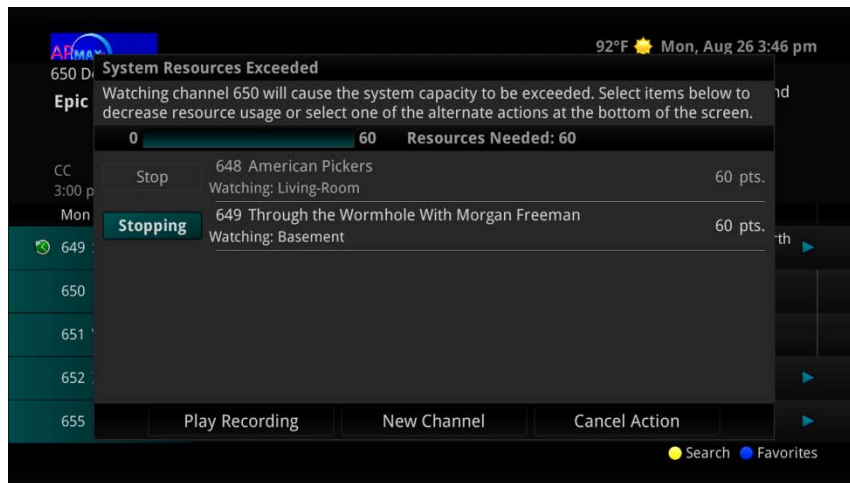 ARMAX
92°F Mon, Aug 26 3:46 pm
650 D
System Resources Exceeded
Epic
Watching channel 650 will cause the system capacity to be exceeded. Select items below to
decrease resource usage or select one of the alternate actions at the bottom of the screen.
nd
0 60 Resources Needed: 60
CC
3:00 p
Stop 648 American Pickers 60 pts.
Watching: Living-Room
Mon
Stopping 649 Through the Wormhole With Morgan Freeman 60 pts.
Watching: Basement
649 rth
650
651
652
655
Play Recording New Channel Cancel Action
Search Favorites